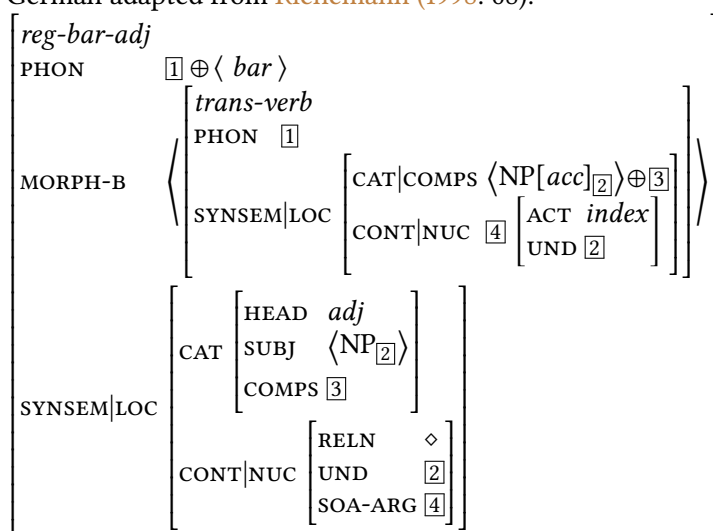 German adapted from Riehemann (1998: 68):
reg-bar-adj
PHON 1 ⊕ ⟨ bar ⟩
trans-verb
PHON 1
MORPH-B
CAT|COMPS ⟨NP[acc]2⟩⊕3
SYNSEM|LOC
CONT|NUC 4
ACT index
UND 2
HEAD adj
CAT SUBJ ⟨NP2⟩
COMPS 3
SYNSEM|LOC
RELN ⋄
CONT|NUC UND 2
SOA-ARG 4